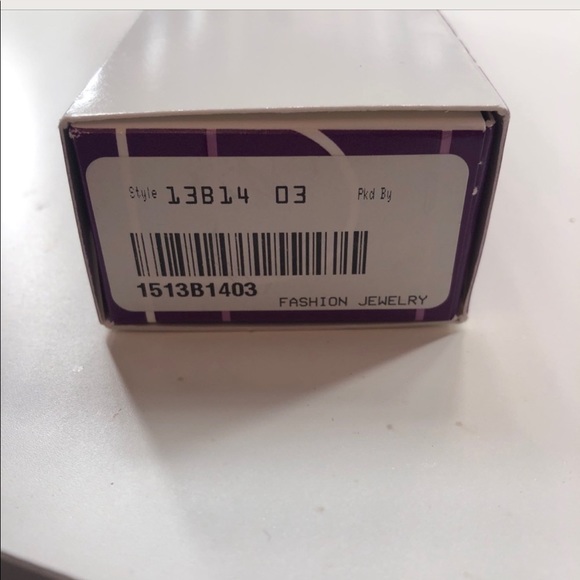 Style 13B14 03 Pkd By
1513B1403
FASHION JEWELRY